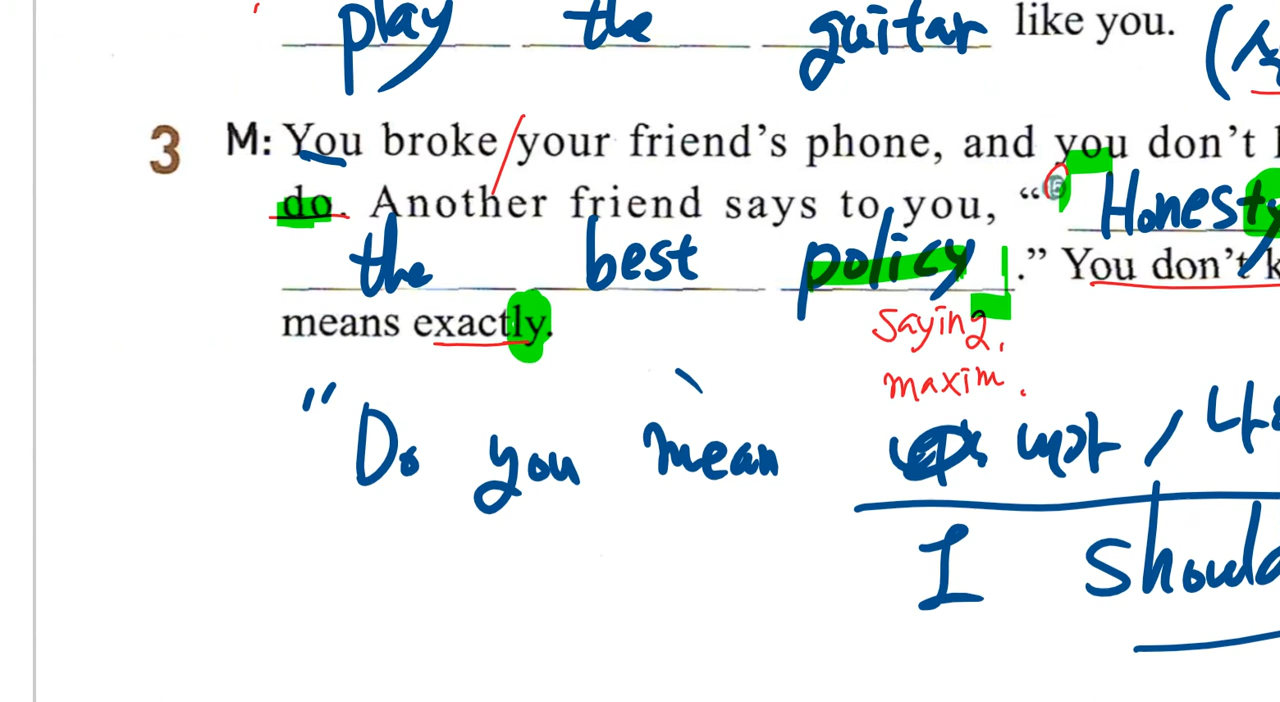 play the guitar like you.
3 M: You broke your friend's phone, and you don't
do. Another friend says to you, “⑮ Honesty
the best policy.” You don't
means exactly.
saying,
maxim.
"Do you mean
I should